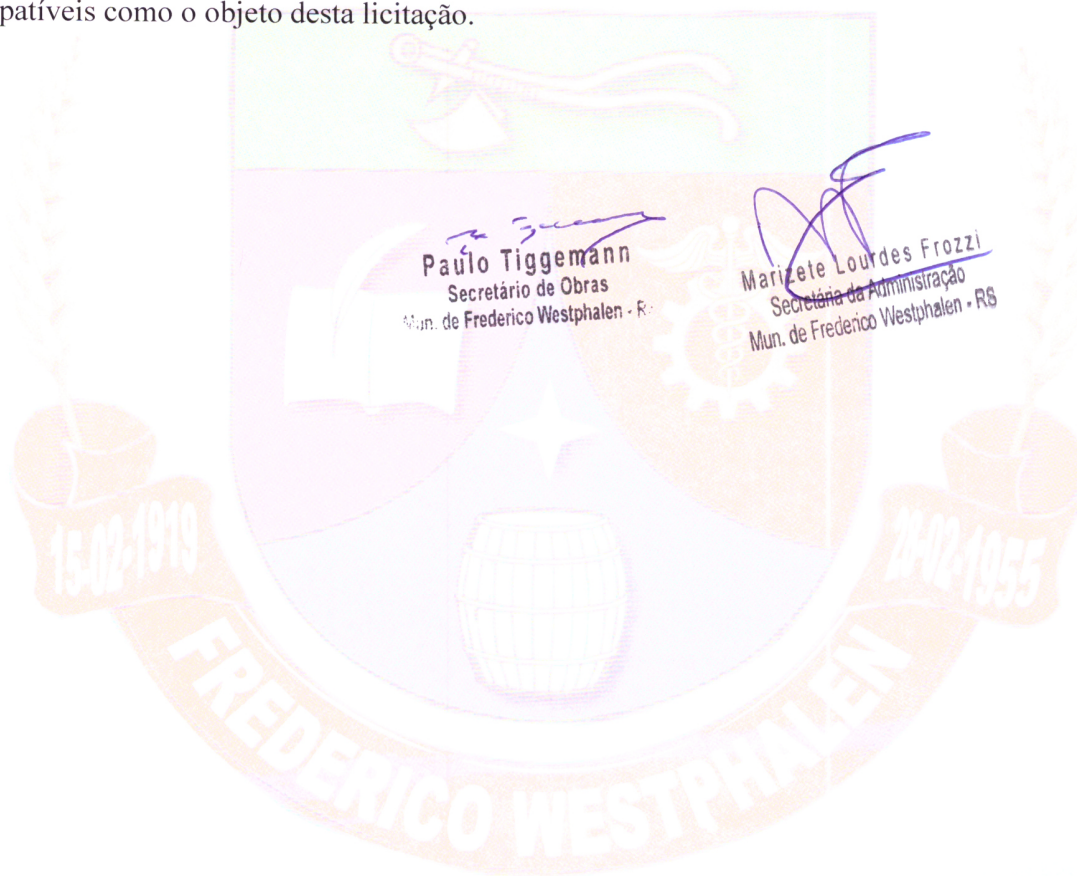 patíveis como o objeto desta licitação.
Paulo Tiggemann
Secretário de Obras
Mun. de Frederico Westphalen - R
Marizete Lourdes Frozzi
Secretária da Administração
Mun. de Frederico Westphalen - RS
15-02-1919
28-02-1955
FREDERICO WESTPHALEN